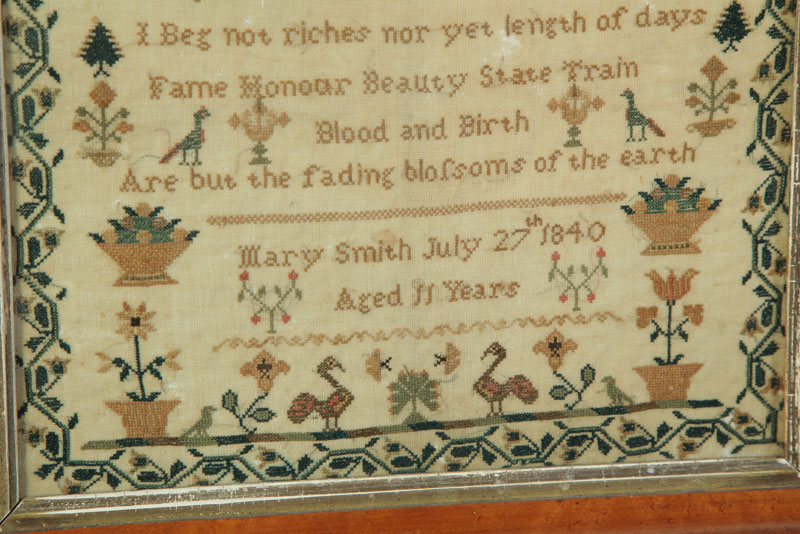 I Beg not riches nor yet length of days
Fame Honour Beauty State Train
Blood and Birth
Are but the fading bloſsoms of the earth
Mary Smith July 27th 1840
Aged 11 Years